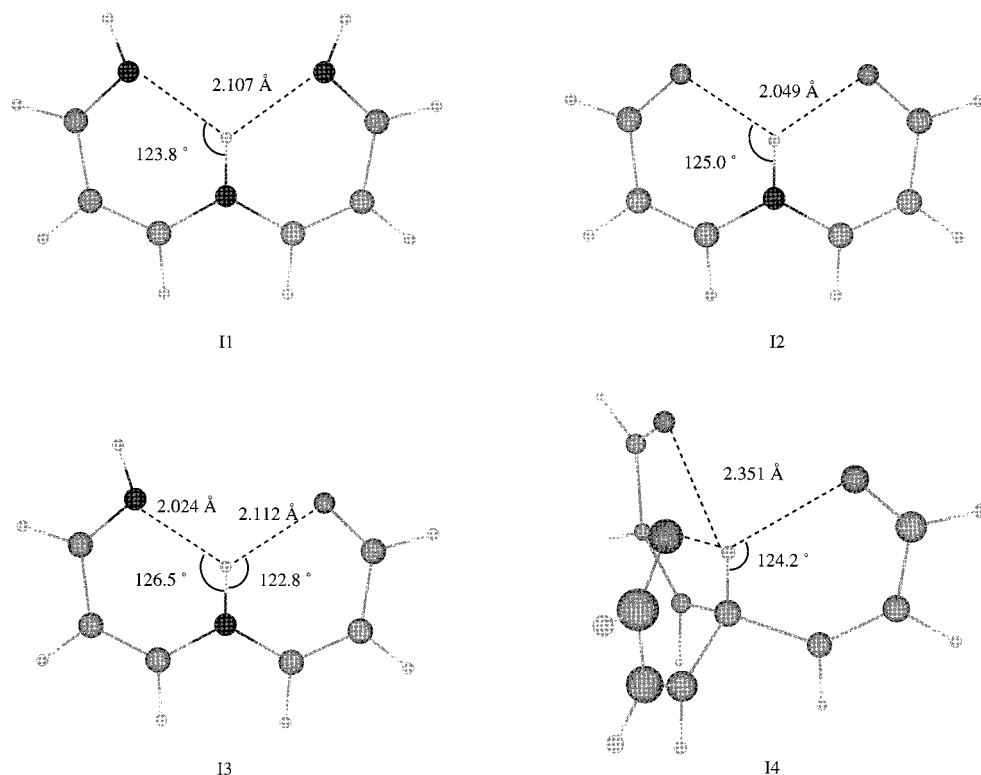 2.107 Å
123.8 °
I1
2.049 Å
125.0 °
I2
2.024 Å
2.112 Å
126.5 °
122.8 °
I3
2.351 Å
124.2 °
I4